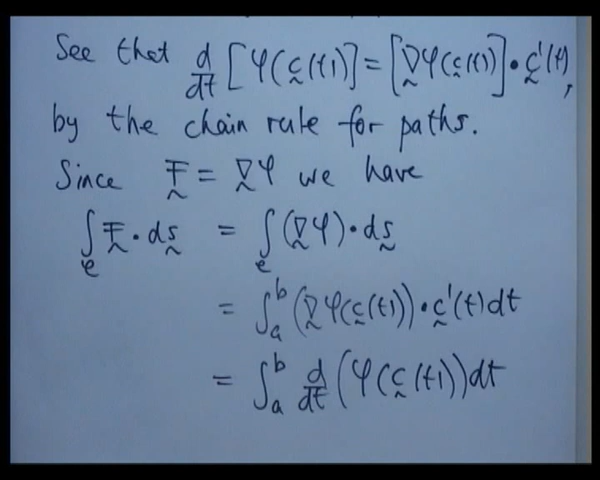 See that d/dt [φ(c̰(t))] = [∇̰φ(c̰(t))] • c̰'(t),
by the chain rule for paths.
Since F̰ = ∇̰φ we have
∫_C F̰ • ds̰ = ∫_C (∇̰φ) • ds̰
= ∫_a^b (∇̰φ(c̰(t))) • c̰'(t) dt
= ∫_a^b d/dt (φ(c̰(t))) dt